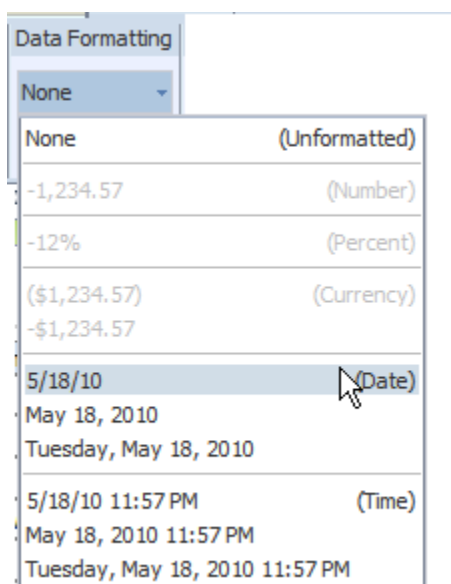 Data Formatting
None
None (Unformatted)
-1,234.57 (Number)
-12% (Percent)
($1,234.57) (Currency)
-$1,234.57
5/18/10 (Date)
May 18, 2010
Tuesday, May 18, 2010
5/18/10 11:57 PM (Time)
May 18, 2010 11:57 PM
Tuesday, May 18, 2010 11:57 PM